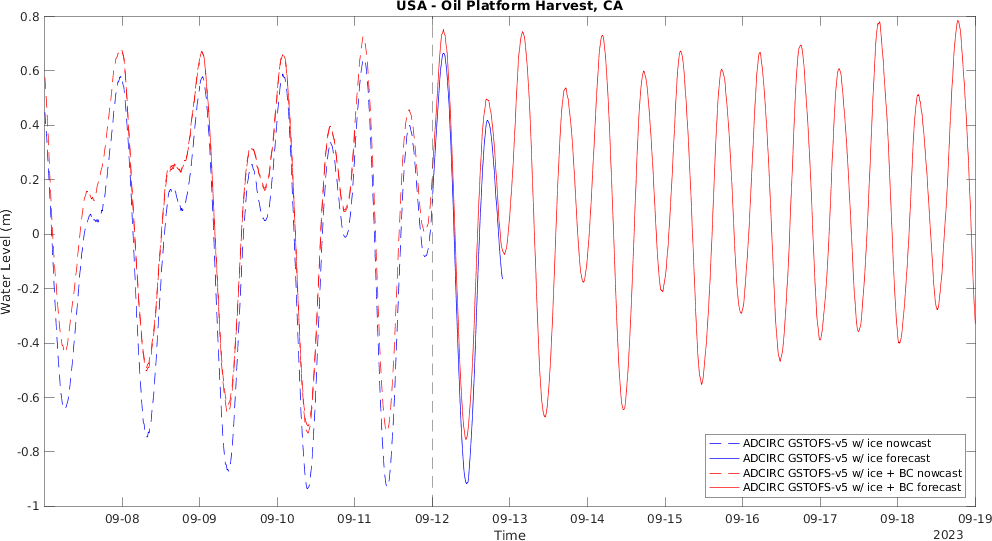 USA - Oil Platform Harvest, CA
Water Level (m)
0.8
0.6
0.4
0.2
0
-0.2
-0.4
-0.6
-0.8
-1
ADCIRC GSTOFS-v5 w/ ice nowcast
ADCIRC GSTOFS-v5 w/ ice forecast
ADCIRC GSTOFS-v5 w/ ice + BC nowcast
ADCIRC GSTOFS-v5 w/ ice + BC forecast
09-08 09-09 09-10 09-11 09-12 09-13 09-14 09-15 09-16 09-17 09-18 09-19
Time
2023